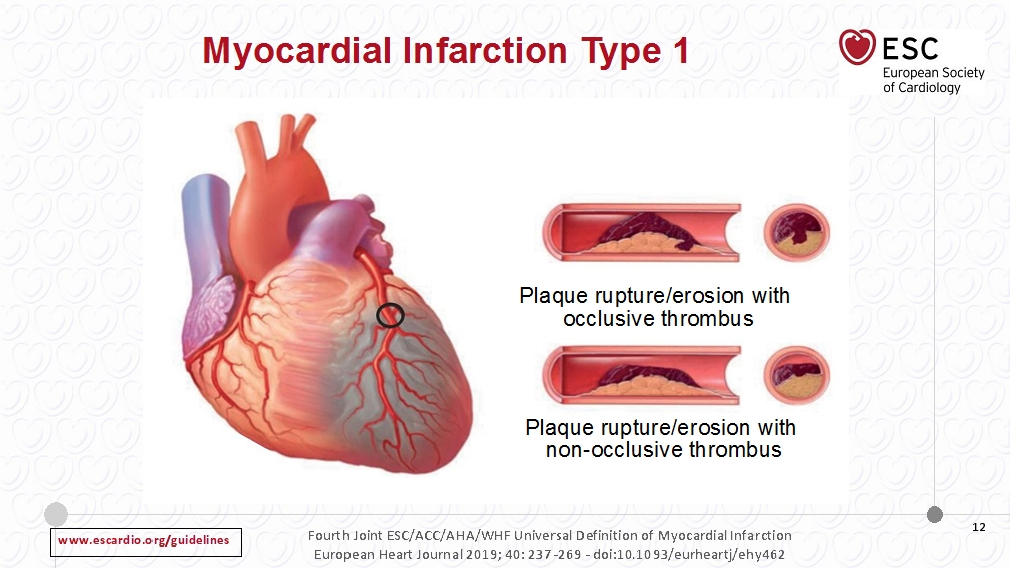 Myocardial Infarction Type 1
ESC
European Society
of Cardiology
Plaque rupture/erosion with
occlusive thrombus
Plaque rupture/erosion with
non-occlusive thrombus
www.escardio.org/guidelines
Fourth Joint ESC/ACC/AHA/WHF Universal Definition of Myocardial Infarction
European Heart Journal 2019; 40: 237-269 - doi:10.1093/eurheartj/ehy462
12